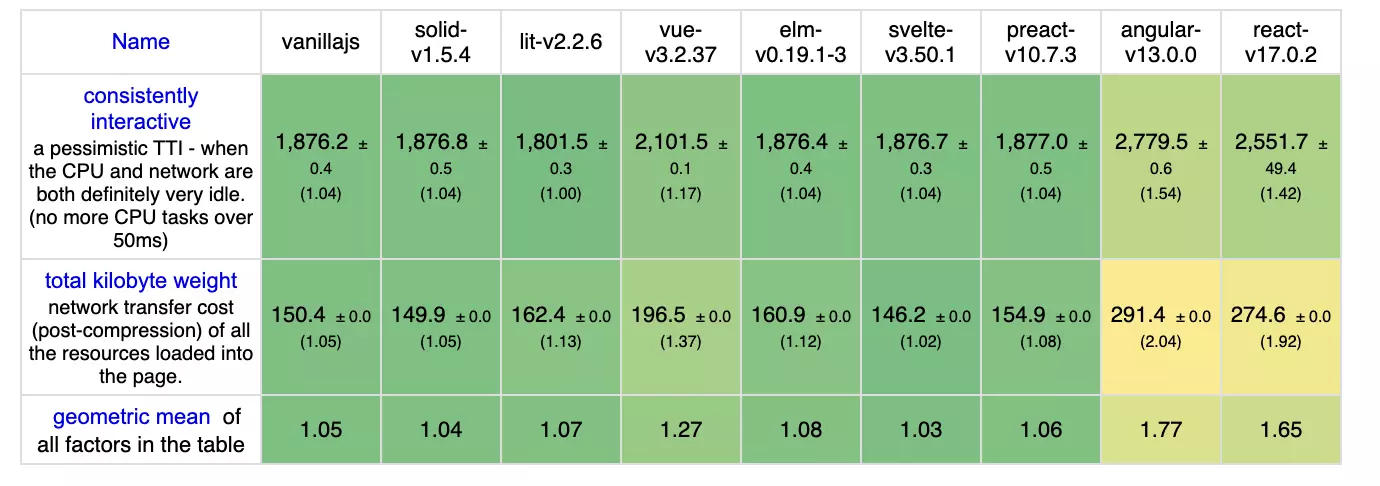 Name vanillajs solid-v1.5.4 lit-v2.2.6 vue-v3.2.37 elm-v0.19.1-3 svelte-v3.50.1 preact-v10.7.3 angular-v13.0.0 react-v17.0.2
consistently
interactive
a pessimistic TTI - when
the CPU and network are
both definitely very idle.
(no more CPU tasks over
50ms)
1,876.2 ± 0.4 (1.04)
1,876.8 ± 0.5 (1.04)
1,801.5 ± 0.3 (1.00)
2,101.5 ± 0.1 (1.17)
1,876.4 ± 0.4 (1.04)
1,876.7 ± 0.3 (1.04)
1,877.0 ± 0.5 (1.04)
2,779.5 ± 0.6 (1.54)
2,551.7 ± 49.4 (1.42)
total kilobyte weight
network transfer cost
(post-compression) of all
the resources loaded into
the page.
150.4 ± 0.0 (1.05)
149.9 ± 0.0 (1.05)
162.4 ± 0.0 (1.13)
196.5 ± 0.0 (1.37)
160.9 ± 0.0 (1.12)
146.2 ± 0.0 (1.02)
154.9 ± 0.0 (1.08)
291.4 ± 0.0 (2.04)
274.6 ± 0.0 (1.92)
geometric mean of
all factors in the table
1.05 1.04 1.07 1.27 1.08 1.03 1.06 1.77 1.65